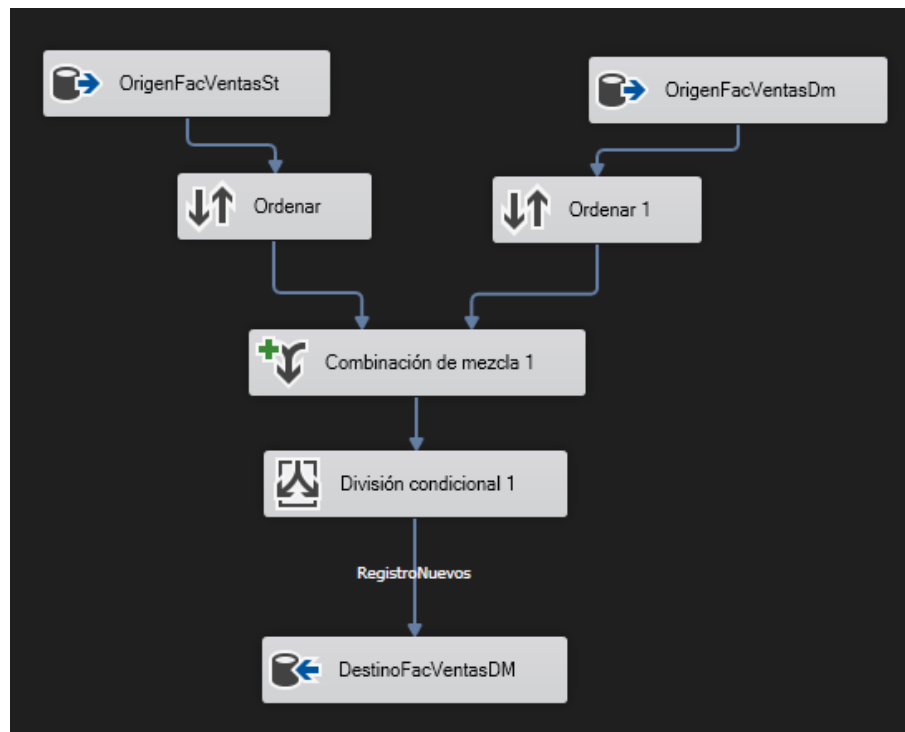 OrigenFacVentasSt
OrigenFacVentasDm
Ordenar
Ordenar 1
Combinación de mezcla 1
División condicional 1
RegistroNuevos
DestinoFacVentasDM